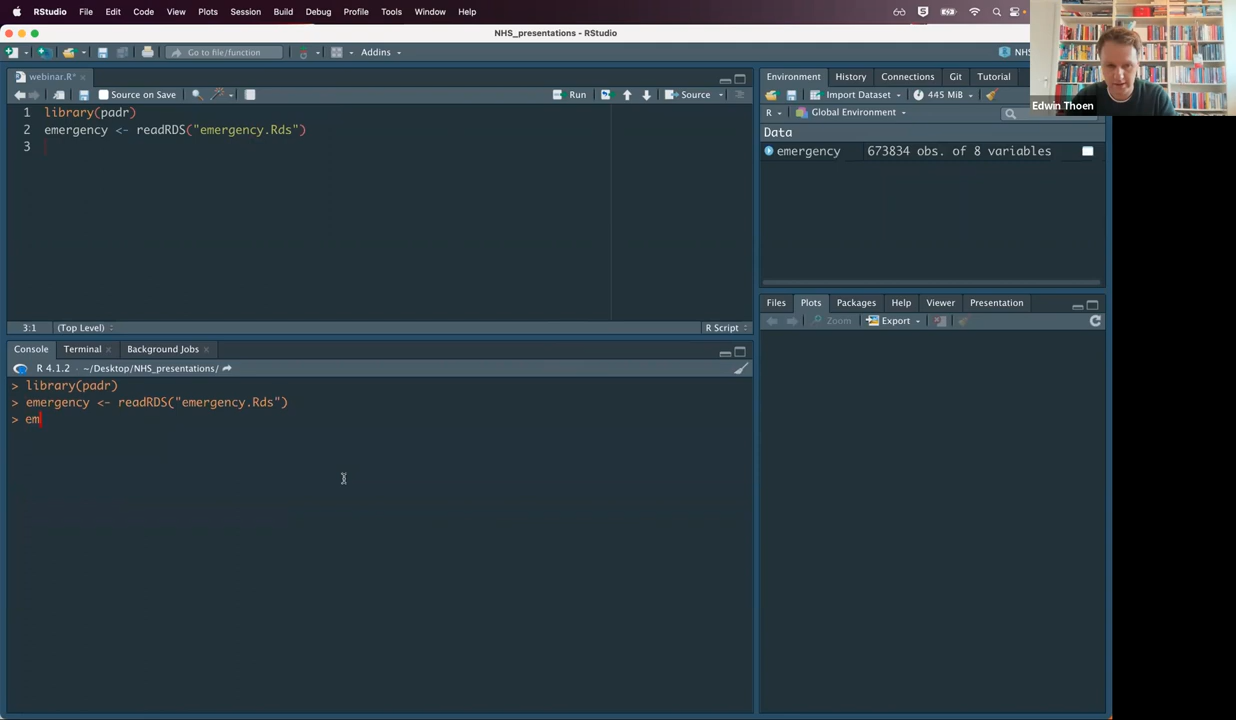 RStudio File Edit Code View Plots Session Build Debug Profile Tools Window Help
NHS_presentations - RStudio
Go to file/function Addins NHS
webinar.R*
Source on Save Run Source
1 library(padr)
2 emergency <- readRDS("emergency.Rds")
3
3:1 (Top Level) R Script
Console Terminal Background Jobs
R 4.1.2 · ~/Desktop/NHS_presentations/
> library(padr)
> emergency <- readRDS("emergency.Rds")
> em
Environment History Connections Git Tutorial
Import Dataset 445 MiB
R Global Environment
Data
emergency 673834 obs. of 8 variables
Files Plots Packages Help Viewer Presentation
Zoom Export
Edwin Thoen